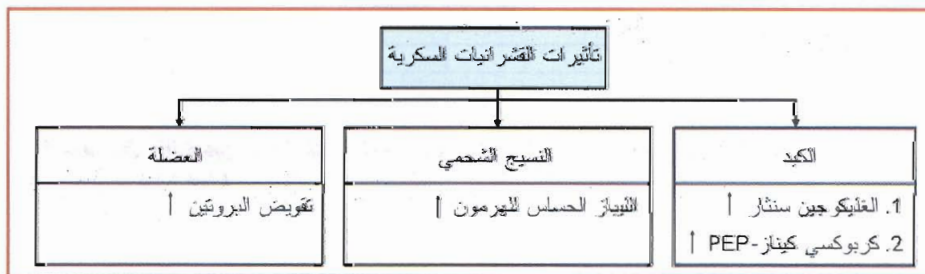 تأثيرات القشرانيات السكرية
الكبد
1. الغليكوجين سنثاز ↑
2. كربوكسي كيناز-PEP ↑
النسيج الشحمي
الليباز الحساس للهرمون ↑
العضلة
تقويض البروتين ↑